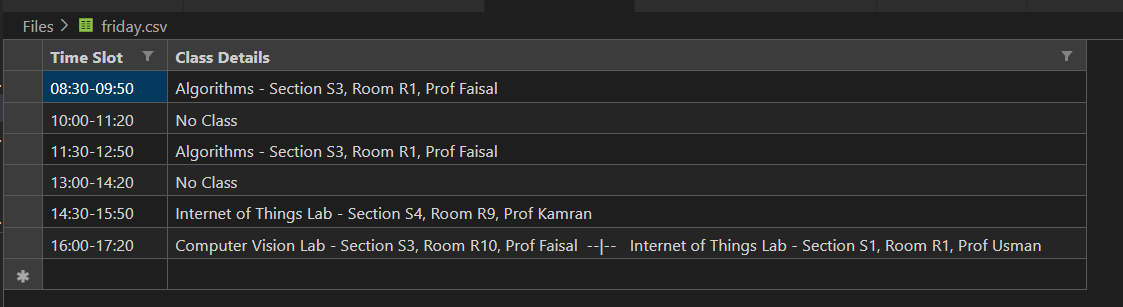 Files > friday.csv
Time Slot Class Details
08:30-09:50 Algorithms - Section S3, Room R1, Prof Faisal
10:00-11:20 No Class
11:30-12:50 Algorithms - Section S3, Room R1, Prof Faisal
13:00-14:20 No Class
14:30-15:50 Internet of Things Lab - Section S4, Room R9, Prof Kamran
16:00-17:20 Computer Vision Lab - Section S3, Room R10, Prof Faisal --|-- Internet of Things Lab - Section S1, Room R1, Prof Usman